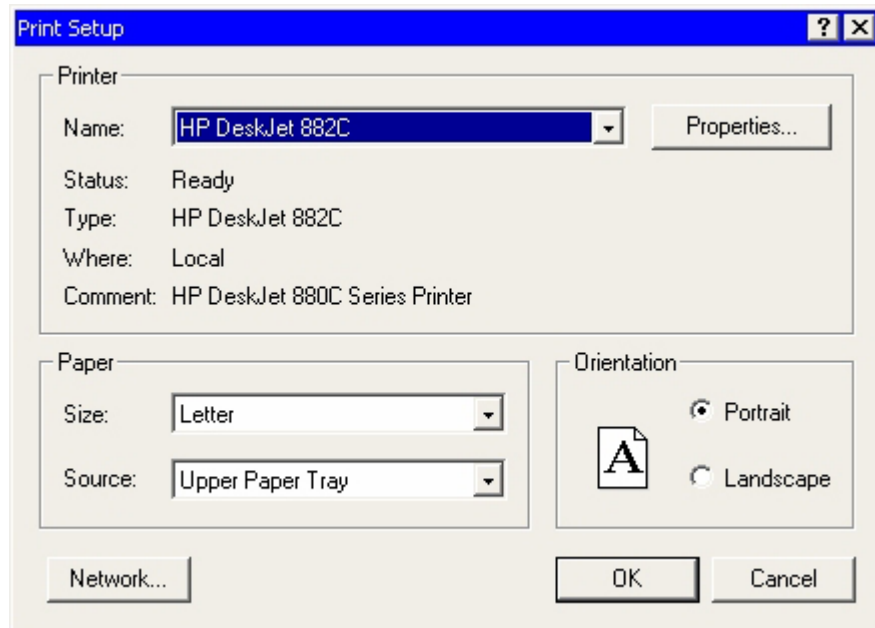 Print Setup
Printer
Name: HP DeskJet 882C Properties...
Status: Ready
Type: HP DeskJet 882C
Where: Local
Comment: HP DeskJet 880C Series Printer
Paper
Size: Letter
Source: Upper Paper Tray
Orientation
A
Portrait
Landscape
Network... OK Cancel